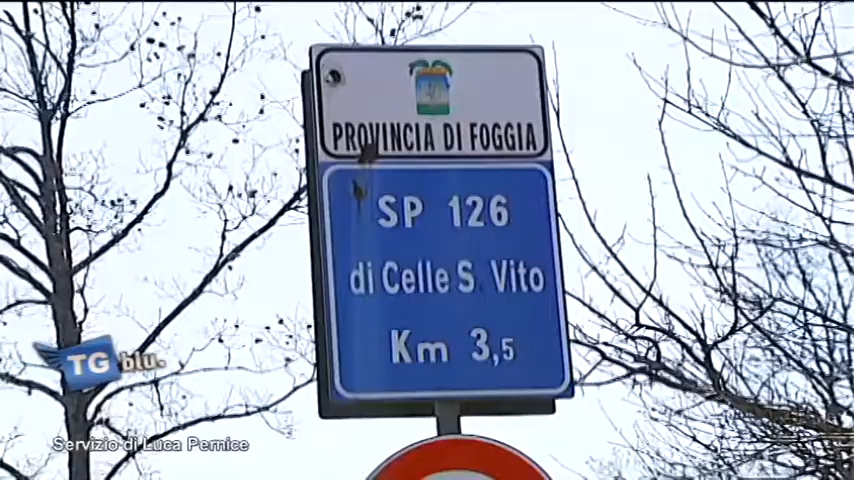 PROVINCIA DI FOGGIA
SP 126
di Celle S. Vito
Km 3,5
TG blu.
Servizio di Luca Pernice